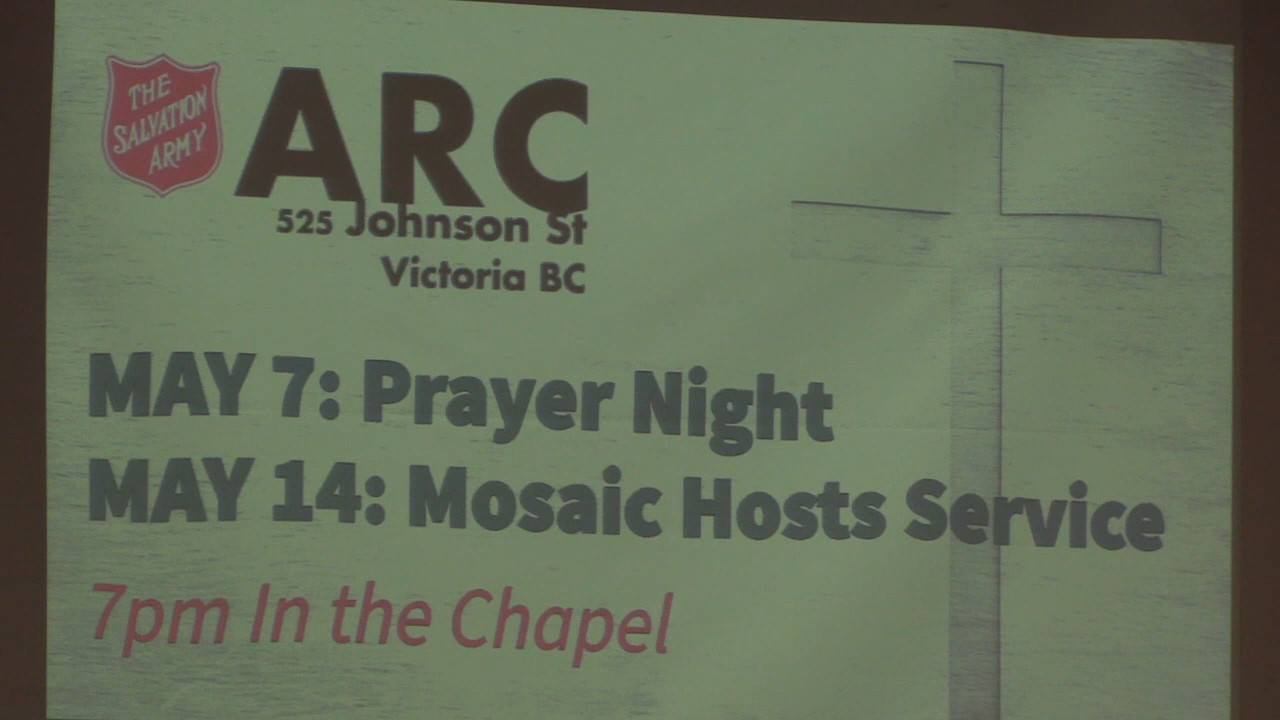 THE
SALVATION
ARMY
ARC
525 Johnson St
Victoria BC
MAY 7: Prayer Night
MAY 14: Mosaic Hosts Service
7pm In the Chapel